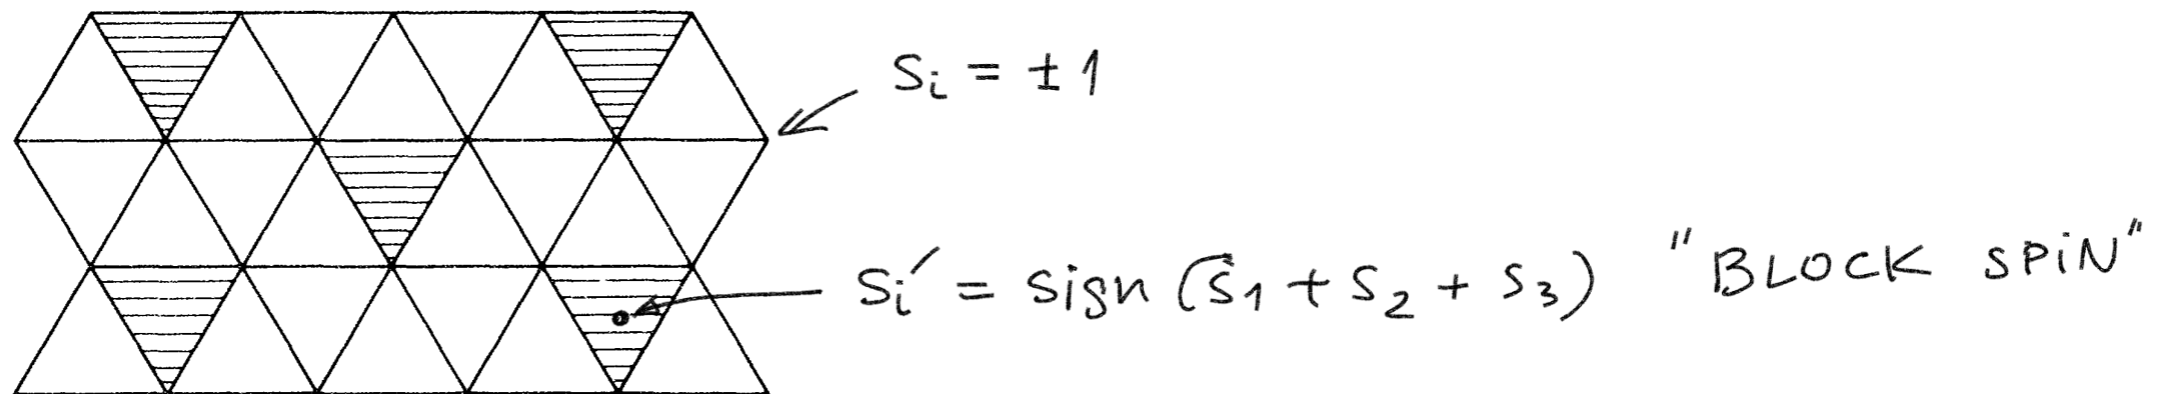 Si = ± 1
Si′ = sign (S1 + S2 + S3) "BLOCK SPiN"